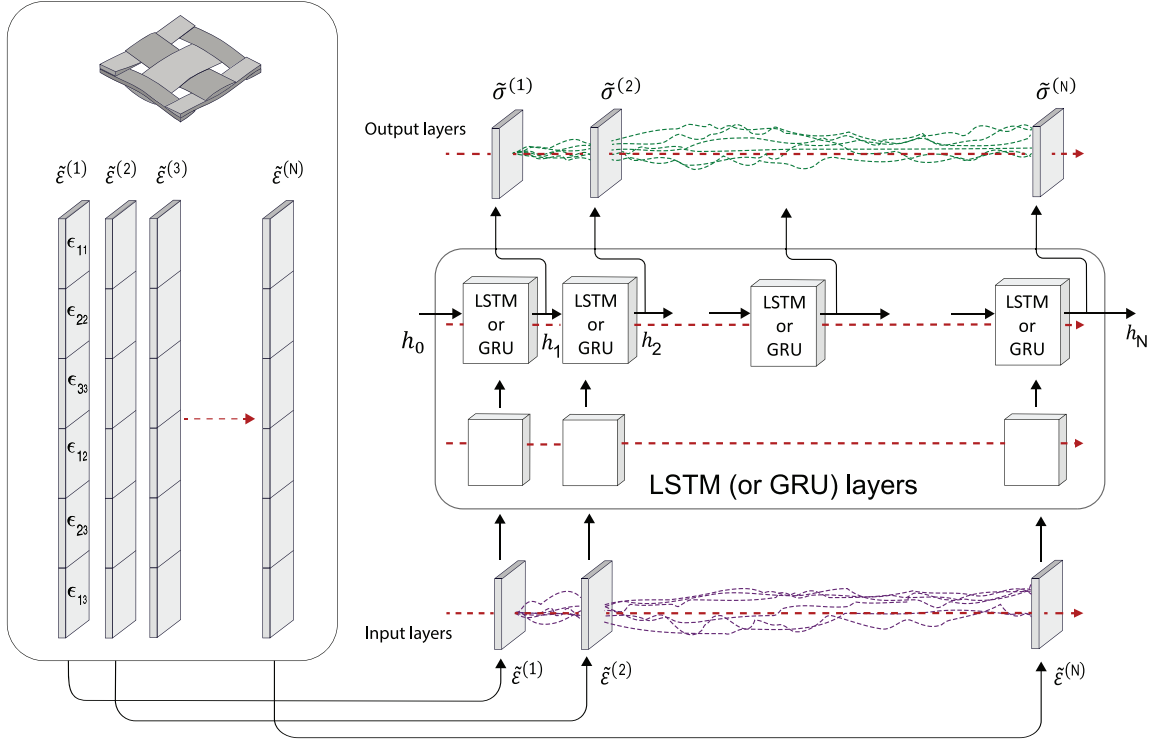 ε̃⁽¹⁾ ε̃⁽²⁾ ε̃⁽³⁾ ε̃⁽ᴺ⁾
ϵ₁₁
ϵ₂₂
ϵ₃₃
ϵ₁₂
ϵ₂₃
ϵ₁₃
σ̃⁽¹⁾ σ̃⁽²⁾ σ̃⁽ᴺ⁾
Output layers
LSTM
or
GRU
LSTM
or
GRU
LSTM
or
GRU
LSTM
or
GRU
h₀ h₁ h₂ h_N
LSTM (or GRU) layers
Input layers
ε̃⁽¹⁾ ε̃⁽²⁾ ε̃⁽ᴺ⁾